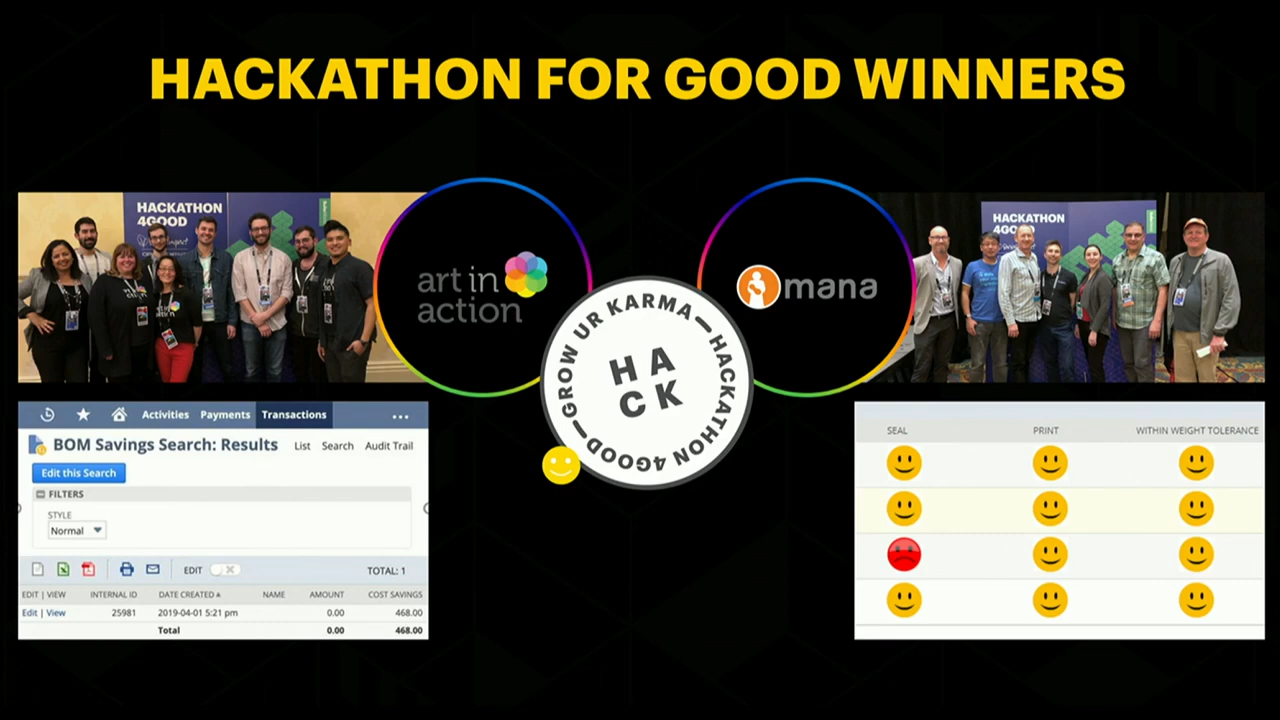 HACKATHON FOR GOOD WINNERS
HACKATHON
4GOOD
art in
action
mana
HACKATHON
GROW UR KARMA — HACKATHON 4GOOD —
HA
CK
Activities Payments Transactions
BOM Savings Search: Results List Search Audit Trail
Edit this Search
FILTERS
STYLE
Normal
EDIT TOTAL: 1
EDIT | VIEW INTERNAL ID DATE CREATED NAME AMOUNT COST SAVINGS
Edit | View 25981 2019-04-01 5:21 pm 0.00 468.00
Total 0.00 468.00
SEAL PRINT WITHIN WEIGHT TOLERANCE